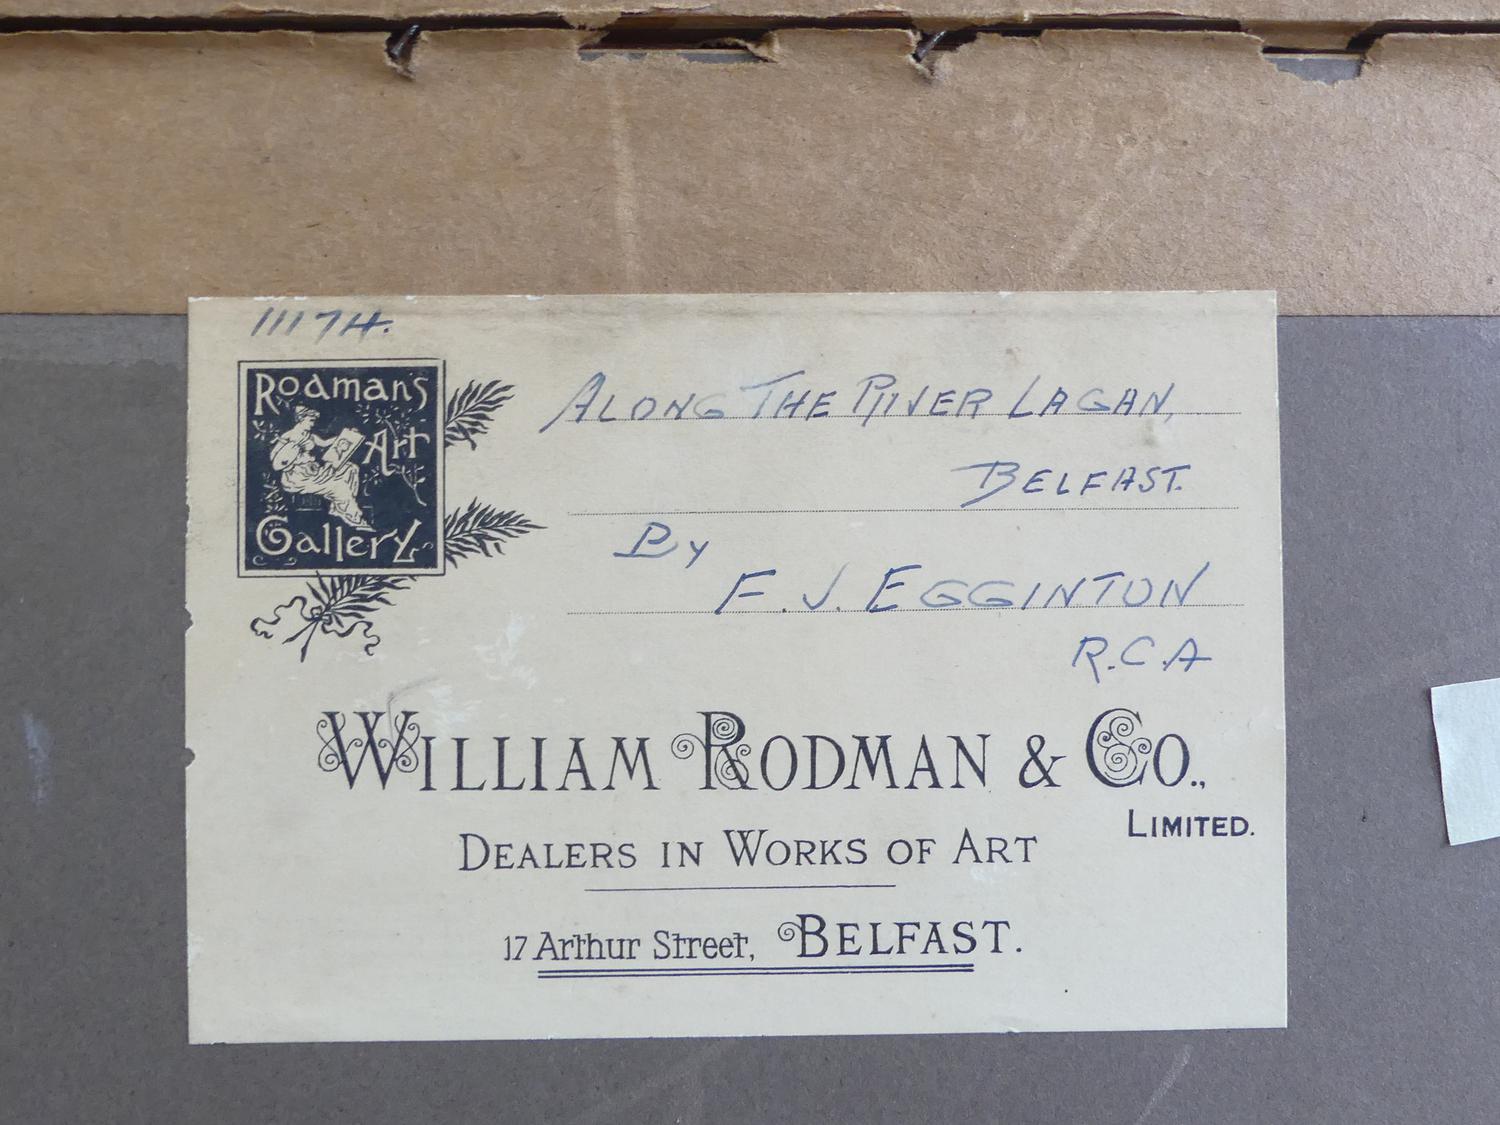 11174.
Rodman's
Art
Gallery
ALONG THE RIVER LAGAN,
BELFAST.
By
F. J. EGGINTON
R.C.A
WILLIAM RODMAN & CO.,
LIMITED.
DEALERS IN WORKS OF ART
17 Arthur Street, BELFAST.